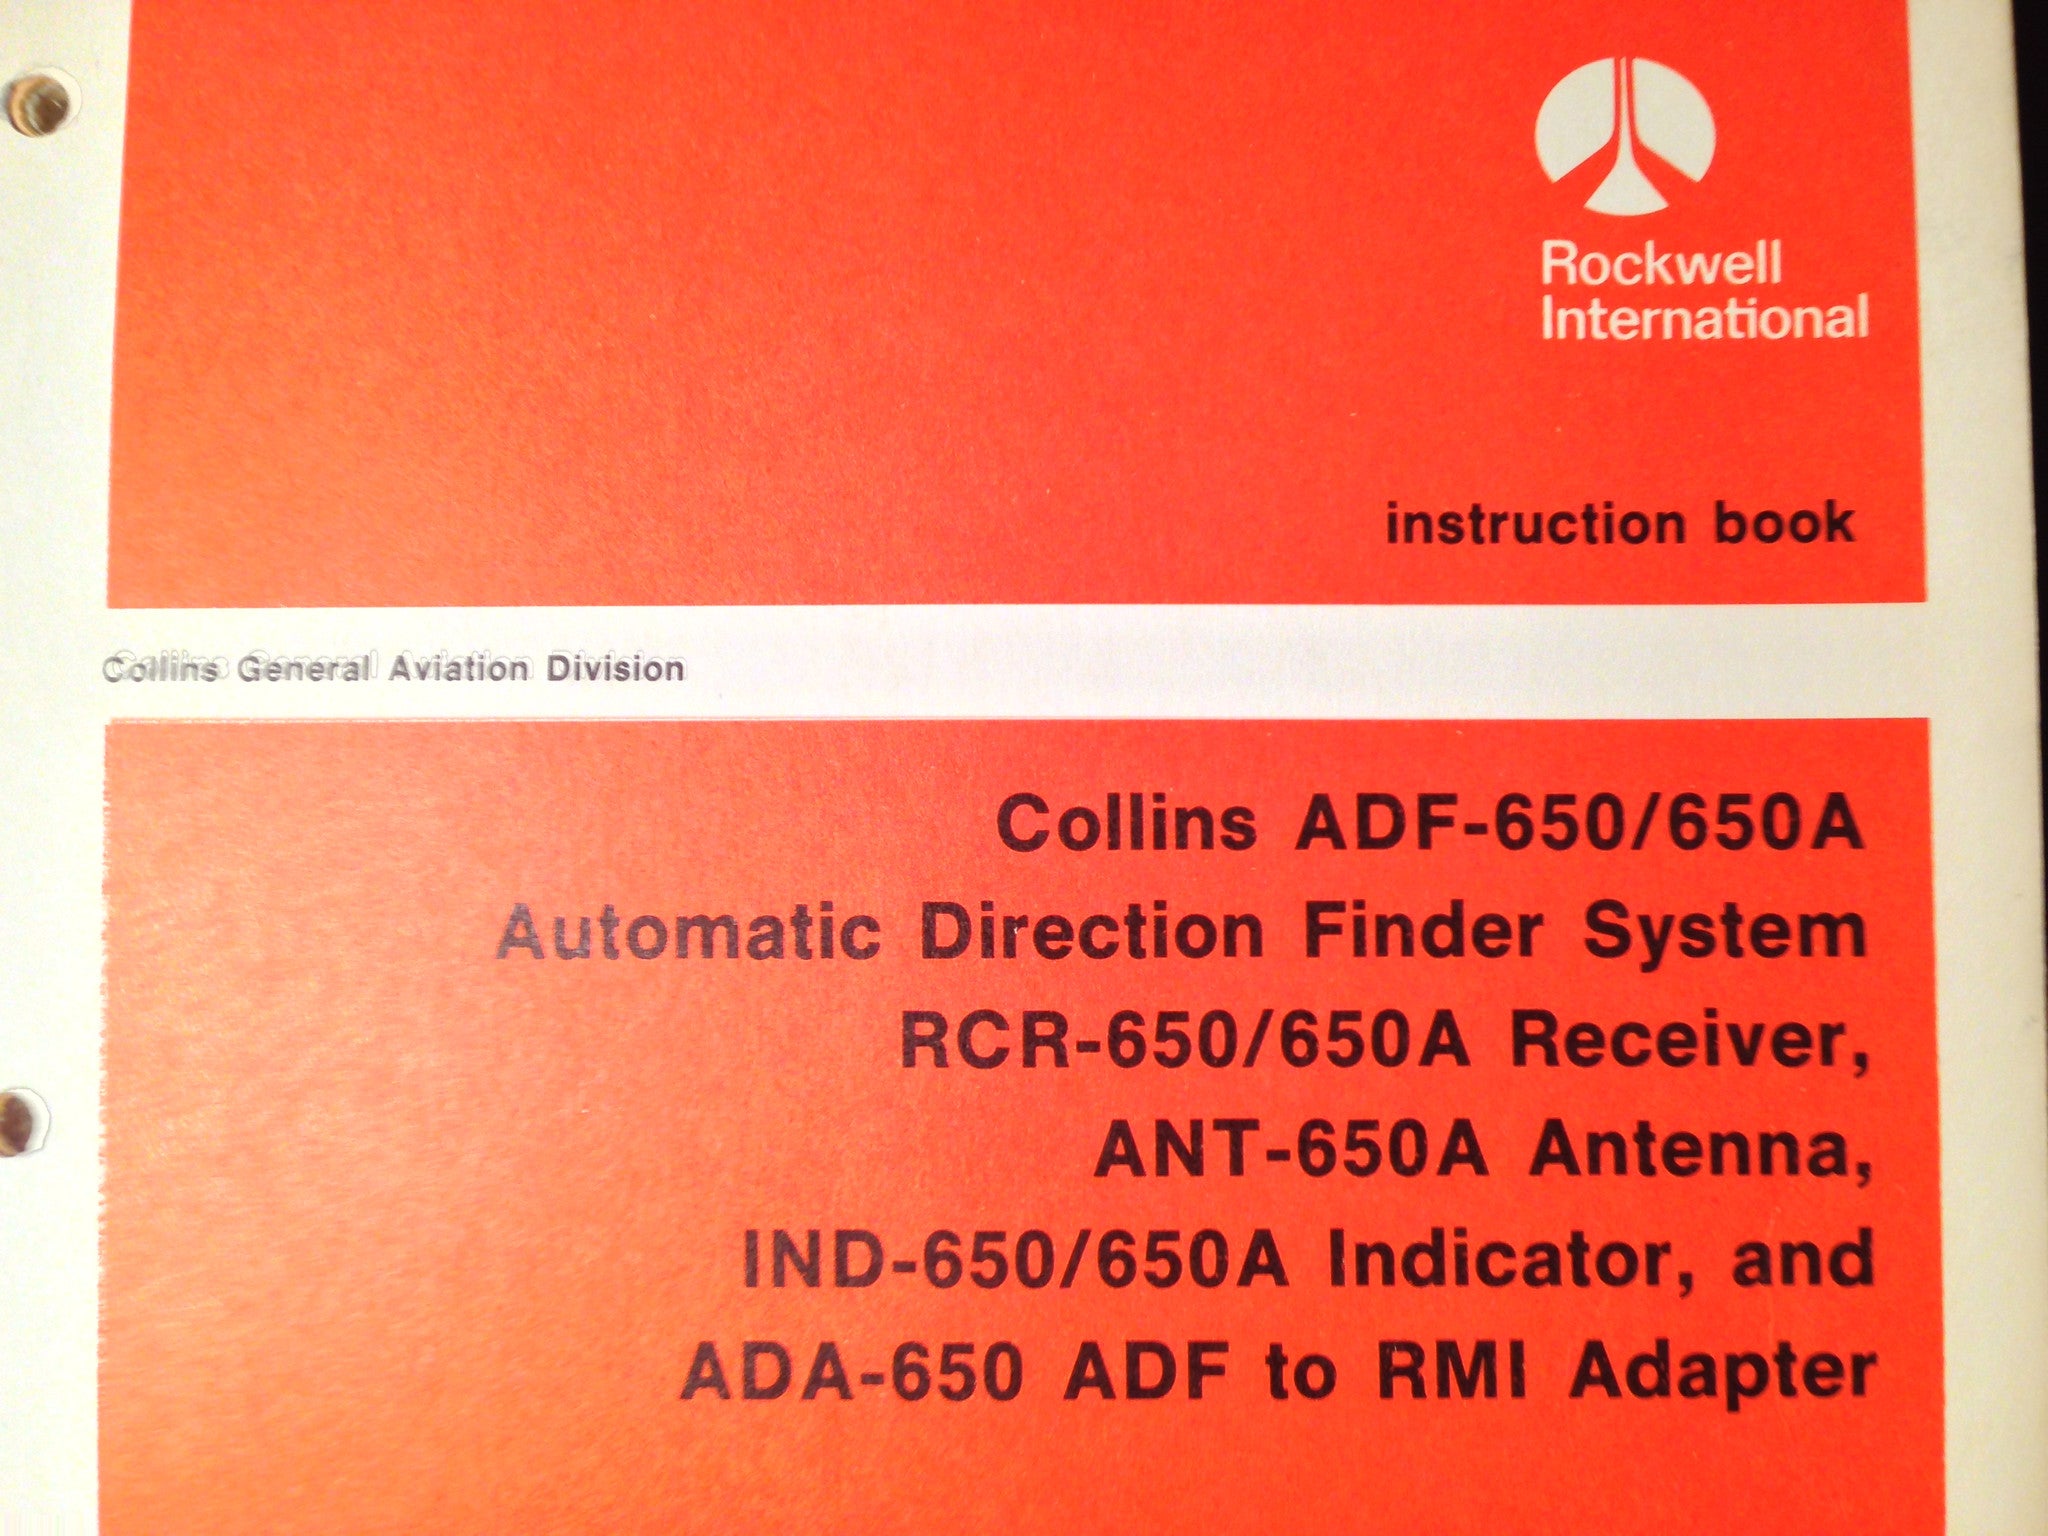 Rockwell
International
instruction book
Collins General Aviation Division
Collins ADF-650/650A
Automatic Direction Finder System
RCR-650/650A Receiver,
ANT-650A Antenna,
IND-650/650A Indicator, and
ADA-650 ADF to RMI Adapter